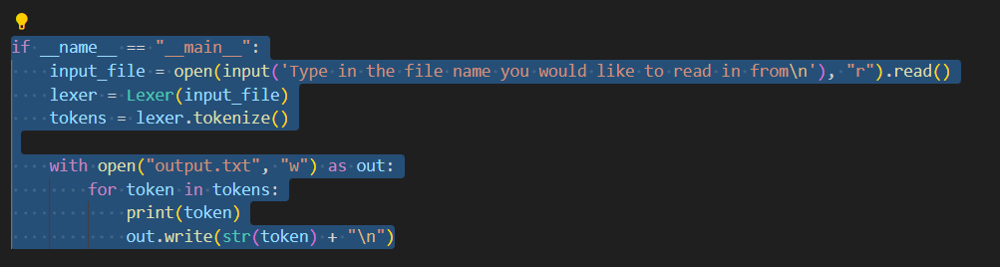 if __name__ == "__main__":
    input_file = open(input('Type in the file name you would like to read in from\n'), "r").read()
    lexer = Lexer(input_file)
    tokens = lexer.tokenize()

    with open("output.txt", "w") as out:
        for token in tokens:
            print(token)
            out.write(str(token) + "\n")